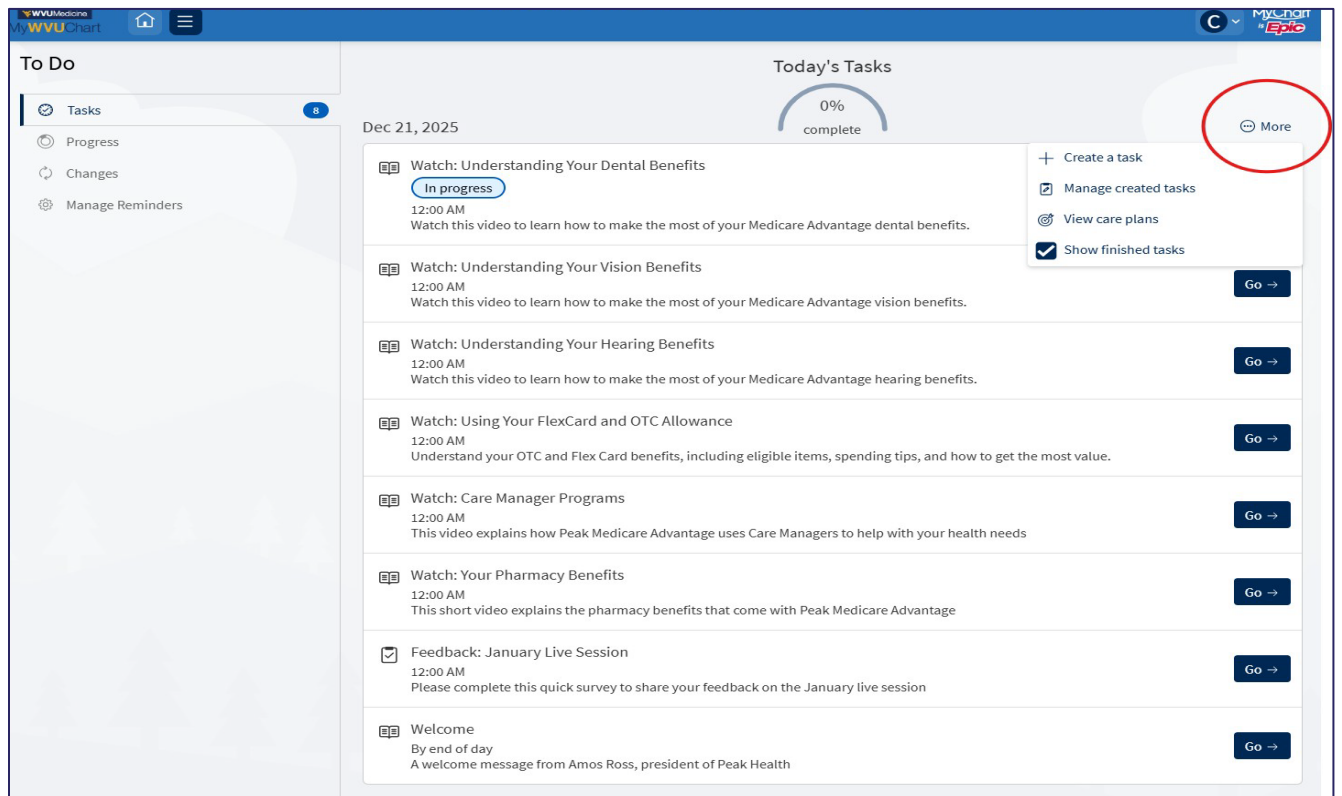 WVUMedicine
MyWVUChart
C
MyChart
is Epic
To Do
Tasks
8
Progress
Changes
Manage Reminders
Today's Tasks
0%
complete
Dec 21, 2025
More
Create a task
Manage created tasks
View care plans
Show finished tasks
Watch: Understanding Your Dental Benefits
In progress
12:00 AM
Watch this video to learn how to make the most of your Medicare Advantage dental benefits.
Watch: Understanding Your Vision Benefits
12:00 AM
Watch this video to learn how to make the most of your Medicare Advantage vision benefits.
Go →
Watch: Understanding Your Hearing Benefits
12:00 AM
Watch this video to learn how to make the most of your Medicare Advantage hearing benefits.
Go →
Watch: Using Your FlexCard and OTC Allowance
12:00 AM
Understand your OTC and Flex Card benefits, including eligible items, spending tips, and how to get the most value.
Go →
Watch: Care Manager Programs
12:00 AM
This video explains how Peak Medicare Advantage uses Care Managers to help with your health needs
Go →
Watch: Your Pharmacy Benefits
12:00 AM
This short video explains the pharmacy benefits that come with Peak Medicare Advantage
Go →
Feedback: January Live Session
12:00 AM
Please complete this quick survey to share your feedback on the January live session
Go →
Welcome
By end of day
A welcome message from Amos Ross, president of Peak Health
Go →